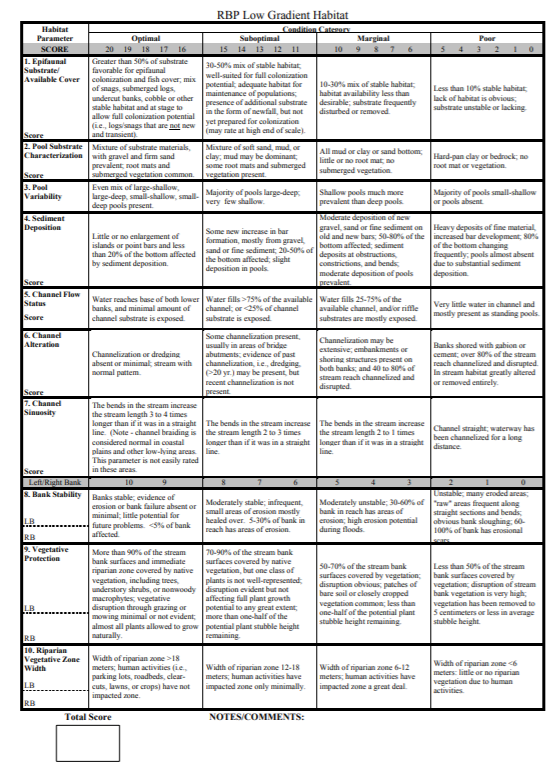 RBP Low Gradient Habitat
Habitat Parameter
Condition Category
Optimal
Suboptimal
Marginal
Poor
SCORE
20 19 18 17 16
15 14 13 12 11
10 9 8 7 6
5 4 3 2 1 0
1. Epifaunal
Substrate/
Available Cover
Score
Greater than 50% of substrate
favorable for epifaunal
colonization and fish cover; mix
of snags, submerged logs,
undercut banks, cobble or other
stable habitat and at stage to
allow full colonization potential
(i.e., logs/snags that are not new
and transient).
30-50% mix of stable habitat;
well-suited for full colonization
potential; adequate habitat for
maintenance of populations;
presence of additional substrate
in the form of newfall, but not
yet prepared for colonization
(may rate at high end of scale).
10-30% mix of stable habitat;
habitat availability less than
desirable; substrate frequently
disturbed or removed.
Less than 10% stable habitat;
lack of habitat is obvious;
substrate unstable or lacking.
2. Pool Substrate
Characterization
Score
Mixture of substrate materials,
with gravel and firm sand
prevalent; root mats and
submerged vegetation common.
Mixture of soft sand, mud, or
clay; mud may be dominant;
some root mats and submerged
vegetation present.
All mud or clay or sand bottom;
little or no root mat; no
submerged vegetation.
Hard-pan clay or bedrock; no
root mat or vegetation.
3. Pool
Variability
Even mix of large-shallow,
large-deep, small-shallow, small-
deep pools present.
Majority of pools large-deep;
very few shallow.
Shallow pools much more
prevalent than deep pools.
Majority of pools small-shallow
or pools absent.
4. Sediment
Deposition
Score
Little or no enlargement of
islands or point bars and less
than 20% of the bottom affected
by sediment deposition.
Some new increase in bar
formation, mostly from gravel,
sand or fine sediment; 20-50% of
the bottom affected; slight
deposition in pools.
Moderate deposition of new
gravel, sand or fine sediment on
old and new bars; 50-80% of the
bottom affected; sediment
deposits at obstructions,
constrictions, and bends;
moderate deposition of pools
prevalent.
Heavy deposits of fine material,
increased bar development; 80%
of the bottom changing
frequently; pools almost absent
due to substantial sediment
deposition.
5. Channel Flow
Status
Score
Water reaches base of both lower
banks, and minimal amount of
channel substrate is exposed.
Water fills >75% of the available
channel; or <25% of channel
substrate is exposed.
Water fills 25-75% of the
available channel, and/or riffle
substrates are mostly exposed.
Very little water in channel and
mostly present as standing pools.
6. Channel
Alteration
Score
Channelization or dredging
absent or minimal; stream with
normal pattern.
Some channelization present,
usually in areas of bridge
abutments; evidence of past
channelization, i.e., dredging,
(>20 yr.) may be present, but
recent channelization is not
present.
Channelization may be
extensive; embankments or
shoring structures present on
both banks; and 40 to 80% of
stream reach channelized and
disrupted.
Banks shored with gabion or
cement; over 80% of the stream
reach channelized and disrupted.
In stream habitat greatly altered
or removed entirely.
7. Channel
Sinuosity
Score
The bends in the stream increase
the stream length 3 to 4 times
longer than if it was in a straight
line. (Note - channel braiding is
considered normal in coastal
plains and other low-lying areas.
This parameter is not easily rated
in these areas.
The bends in the stream increase
the stream length 2 to 3 times
longer than if it was in a straight
line.
The bends in the stream increase
the stream length 2 to 1 times
longer than if it was in a straight
line.
Channel straight; waterway has
been channelized for a long
distance.
Left/Right Bank
10 9
8 7 6
5 4 3
2 1 0
8. Bank Stability
LB
RB
Banks stable; evidence of
erosion or bank failure absent or
minimal; little potential for
future problems. <5% of bank
affected.
Moderately stable; infrequent,
small areas of erosion mostly
healed over. 5-30% of bank in
reach has areas of erosion.
Moderately unstable; 30-60% of
bank in reach has areas of
erosion; high erosion potential
during floods.
Unstable; many eroded areas;
"raw" areas frequent along
straight sections and bends;
obvious bank sloughing; 60-
100% of bank has erosional
scars.
9. Vegetative
Protection
LB
RB
More than 90% of the stream
bank surfaces and immediate
riparian zone covered by native
vegetation, including trees,
understory shrubs, or nonwoody
macrophytes; vegetative
disruption through grazing or
mowing minimal or not evident;
almost all plants allowed to grow
naturally.
70-90% of the stream bank
surfaces covered by native
vegetation, but one class of
plants is not well-represented;
disruption evident but not
affecting full plant growth
potential to any great extent;
more than one-half of the
potential plant stubble height
remaining.
50-70% of the stream bank
surfaces covered by vegetation;
disruption obvious; patches of
bare soil or closely cropped
vegetation common; less than
one-half of the potential plant
stubble height remaining.
Less than 50% of the stream
bank surfaces covered by
vegetation; disruption of stream
bank vegetation is very high;
vegetation has been removed to
5 centimeters or less in average
stubble height.
10. Riparian
Vegetative Zone
Width
LB
RB
Width of riparian zone >18
meters; human activities (i.e.,
parking lots, roadbeds, clear-
cuts, lawns, or crops) have not
impacted zone.
Width of riparian zone 12-18
meters; human activities have
impacted zone only minimally.
Width of riparian zone 6-12
meters; human activities have
impacted zone a great deal.
Width of riparian zone <6
meters: little or no riparian
vegetation due to human
activities.
Total Score
NOTES/COMMENTS: